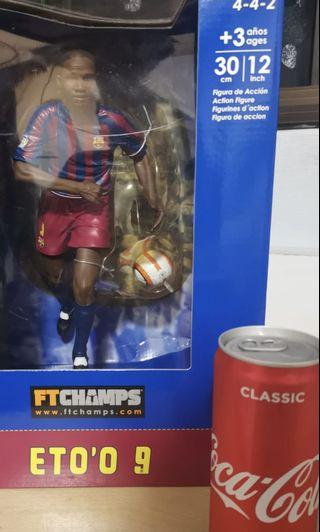 4-4-2
+3 años
ages
30 cm | 12 inch
Figura de Acción
Action Figure
Figurines d'action
Figura de accion
FTCHAMPS
www.ftchamps.com
ETO'O 9
CLASSIC
Coca-Col